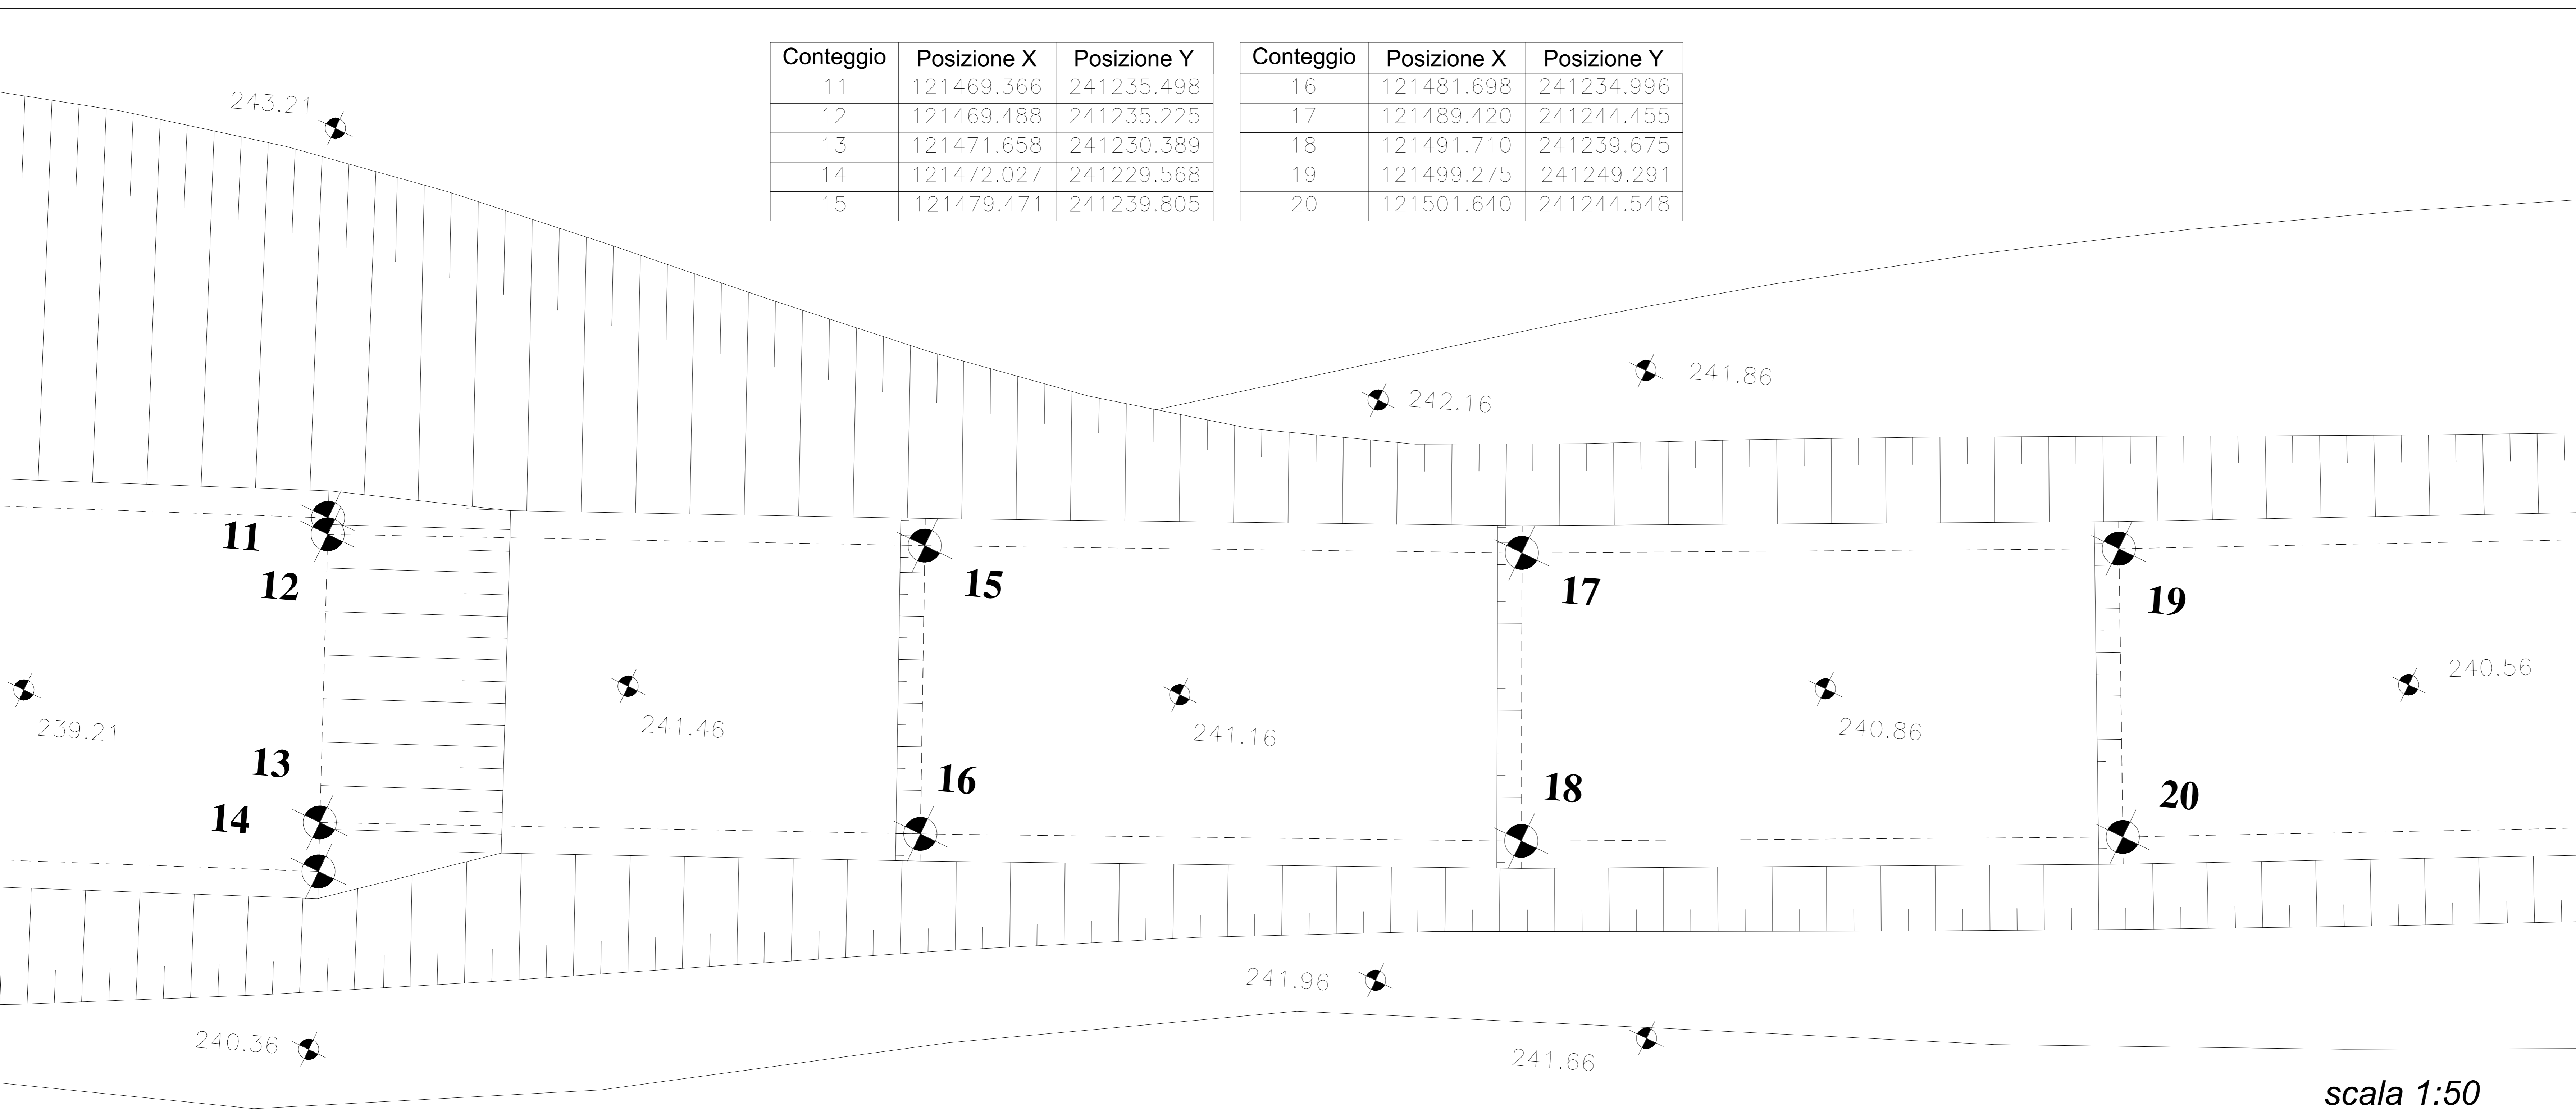 Conteggio Posizione X Posizione Y
11 121469.366 241235.498
12 121469.488 241235.225
13 121471.658 241230.389
14 121472.027 241229.568
15 121479.471 241239.805
Conteggio Posizione X Posizione Y
16 121481.698 241234.996
17 121489.420 241244.455
18 121491.710 241239.675
19 121499.275 241249.291
20 121501.640 241244.548
243.21
241.86
242.16
11
12
15
17
19
240.56
239.21
241.46
241.16
240.86
13
14
16
18
20
241.96
240.36
241.66
scala 1:50